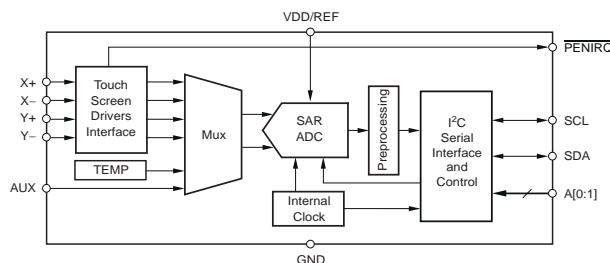 VDD/REF
PENIRQ
X+
X−
Y+
Y−
Touch
Screen
Drivers
Interface
Mux
SAR
ADC
Preprocessing
I²C
Serial
Interface
and
Control
SCL
SDA
TEMP
AUX
Internal
Clock
A[0:1]
GND